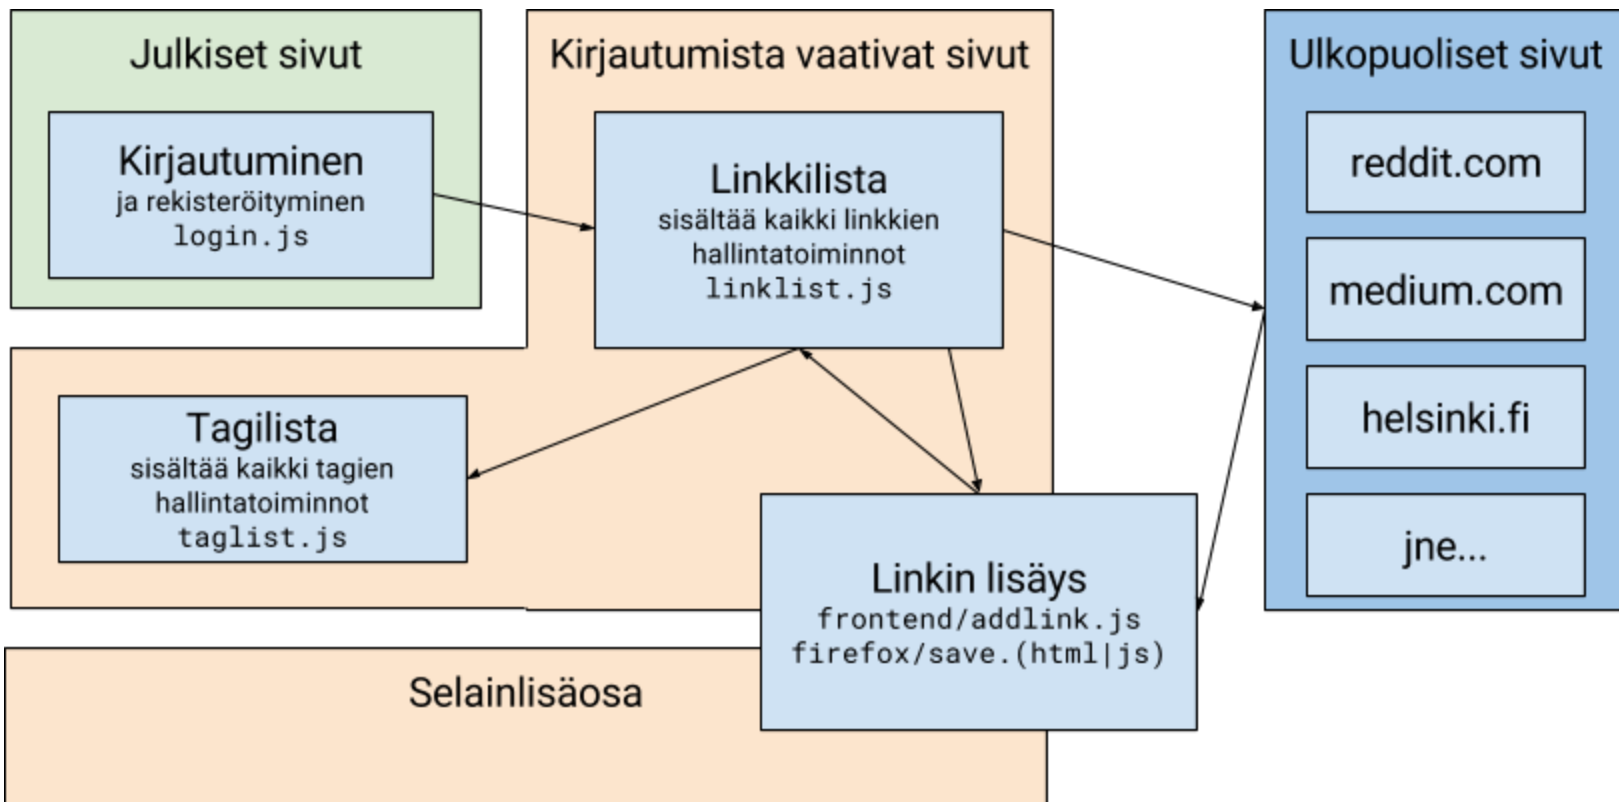 Julkiset sivut
Kirjautuminen
ja rekisteröityminen
login.js
Kirjautumista vaativat sivut
Linkkilista
sisältää kaikki linkkien
hallintatoiminnot
linklist.js
Tagilista
sisältää kaikki tagien
hallintatoiminnot
taglist.js
Linkin lisäys
frontend/addlink.js
firefox/save.(html|js)
Selainlisäosa
Ulkopuoliset sivut
reddit.com
medium.com
helsinki.fi
jne...